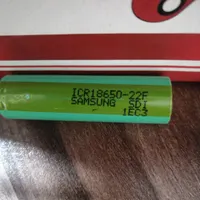 ICR18650-22F
SAMSUNG SDI
1EC3